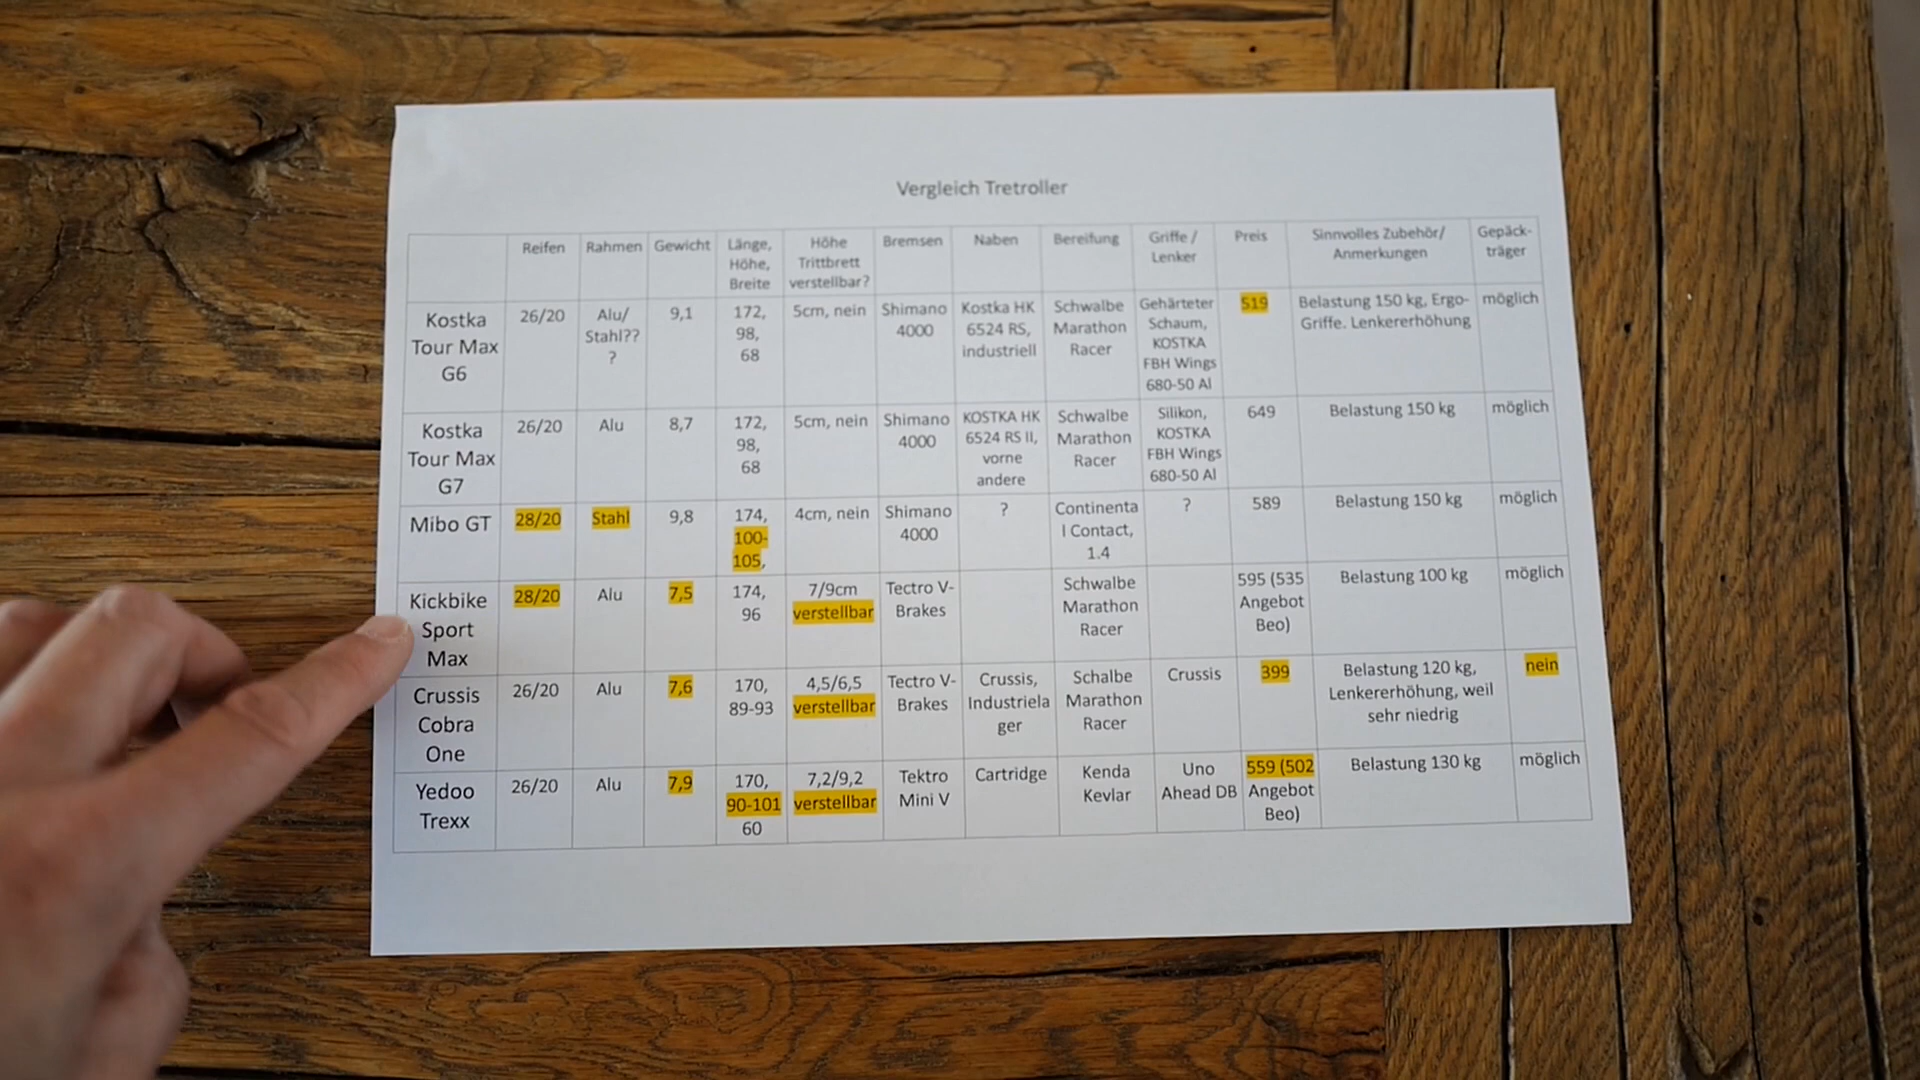 Vergleich Tretroller
Reifen
Rahmen
Gewicht
Länge,
Höhe,
Breite
Höhe
Trittbrett
verstellbar?
Bremsen
Naben
Bereifung
Griffe /
Lenker
Preis
Sinnvolles Zubehör/
Anmerkungen
Gepäck-
träger
Kostka
Tour Max
G6
26/20
Alu/
Stahl??
?
9,1
172,
98,
68
5cm, nein
Shimano
4000
Kostka HK
6524 RS,
industriell
Schwalbe
Marathon
Racer
Gehärteter
Schaum,
KOSTKA
FBH Wings
680-50 Al
519
Belastung 150 kg, Ergo-
Griffe. Lenkererhöhung
möglich
Kostka
Tour Max
G7
26/20
Alu
8,7
172,
98,
68
5cm, nein
Shimano
4000
KOSTKA HK
6524 RS II,
vorne
andere
Schwalbe
Marathon
Racer
Silikon,
KOSTKA
FBH Wings
680-50 Al
649
Belastung 150 kg
möglich
Mibo GT
28/20
Stahl
9,8
174,
100-
105,
4cm, nein
Shimano
4000
?
Continenta
l Contact,
1.4
?
589
Belastung 150 kg
möglich
Kickbike
Sport
Max
28/20
Alu
7,5
174,
96
7/9cm
verstellbar
Tectro V-
Brakes
Schwalbe
Marathon
Racer
595 (535
Angebot
Beo)
Belastung 100 kg
möglich
Crussis
Cobra
One
26/20
Alu
7,6
170,
89-93
4,5/6,5
verstellbar
Tectro V-
Brakes
Crussis,
Industriela
ger
Schalbe
Marathon
Racer
Crussis
399
Belastung 120 kg,
Lenkererhöhung, weil
sehr niedrig
nein
Yedoo
Trexx
26/20
Alu
7,9
170,
90-101
60
7,2/9,2
verstellbar
Tektro
Mini V
Cartridge
Kenda
Kevlar
Uno
Ahead DB
559 (502
Angebot
Beo)
Belastung 130 kg
möglich